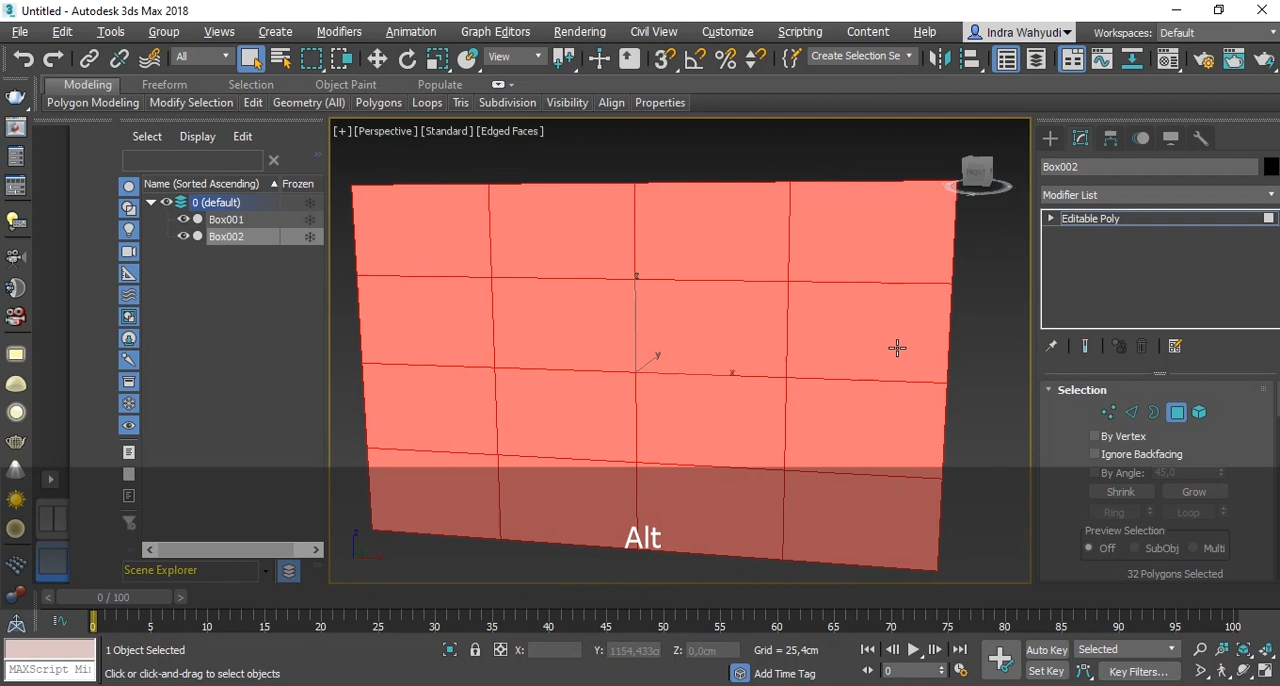 Untitled - Autodesk 3ds Max 2018
File Edit Tools Group Views Create Modifiers Animation Graph Editors Rendering Civil View Customize Scripting Content Help Indra Wahyudi Workspaces: Default
All View Create Selection Se
Modeling Freeform Selection Object Paint Populate
Polygon Modeling Modify Selection Edit Geometry (All) Polygons Loops Tris Subdivision Visibility Align Properties
Select Display Edit
[+] [Perspective] [Standard] [Edged Faces]
Name (Sorted Ascending) Frozen
0 (default)
Box001
Box002
z
y
x
Alt
z
Box002
Modifier List
Editable Poly
Selection
By Vertex
Ignore Backfacing
By Angle: 45,0
Shrink Grow
Ring Loop
Preview Selection
Off SubObj Multi
32 Polygons Selected
Scene Explorer
< 0 / 100 >
0 5 10 15 20 25 30 35 40 45 50 55 60 65 70 75 80 85 90 95 100
1 Object Selected X: Y: 1154,433c Z: 0,0cm Grid = 25,4cm Auto Key Selected
MAXScript Mi: Click or click-and-drag to select objects Add Time Tag 0 Set Key Key Filters...